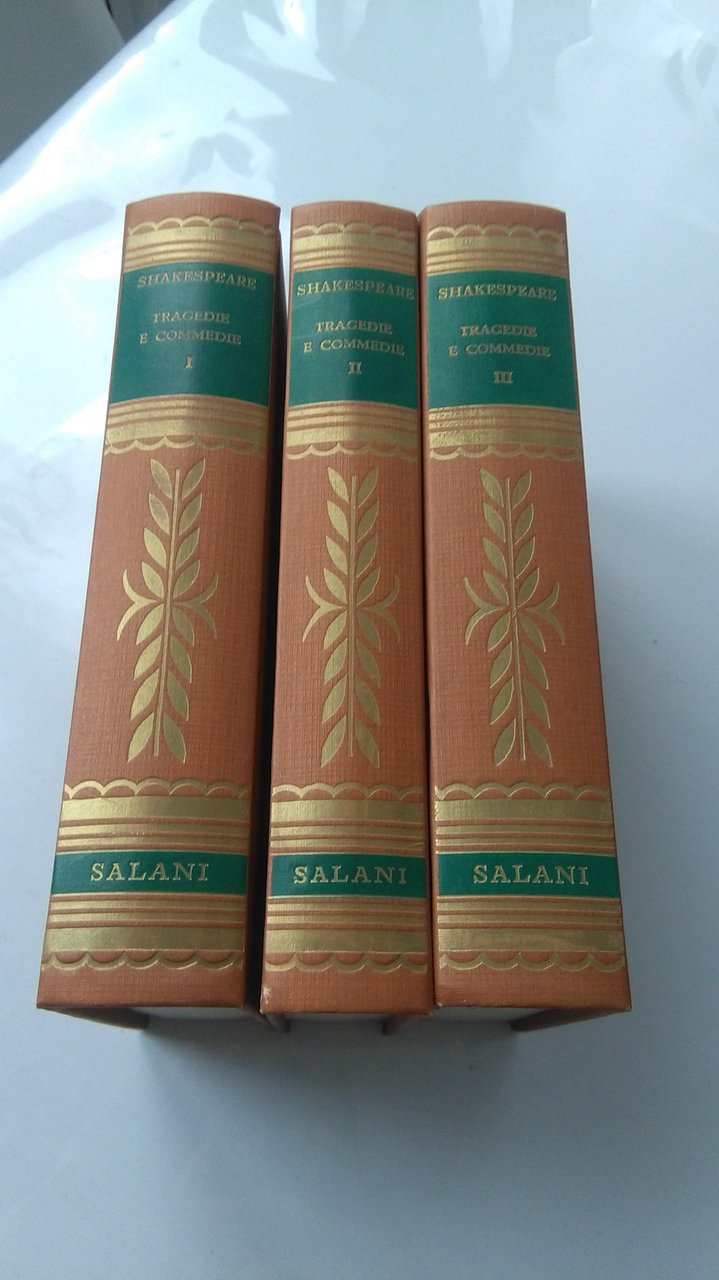 SHAKESPEARE
TRAGEDIE
E COMMEDIE
I
SALANI
SHAKESPEARE
TRAGEDIE
E COMMEDIE
II
SALANI
SHAKESPEARE
TRAGEDIE
E COMMEDIE
III
SALANI